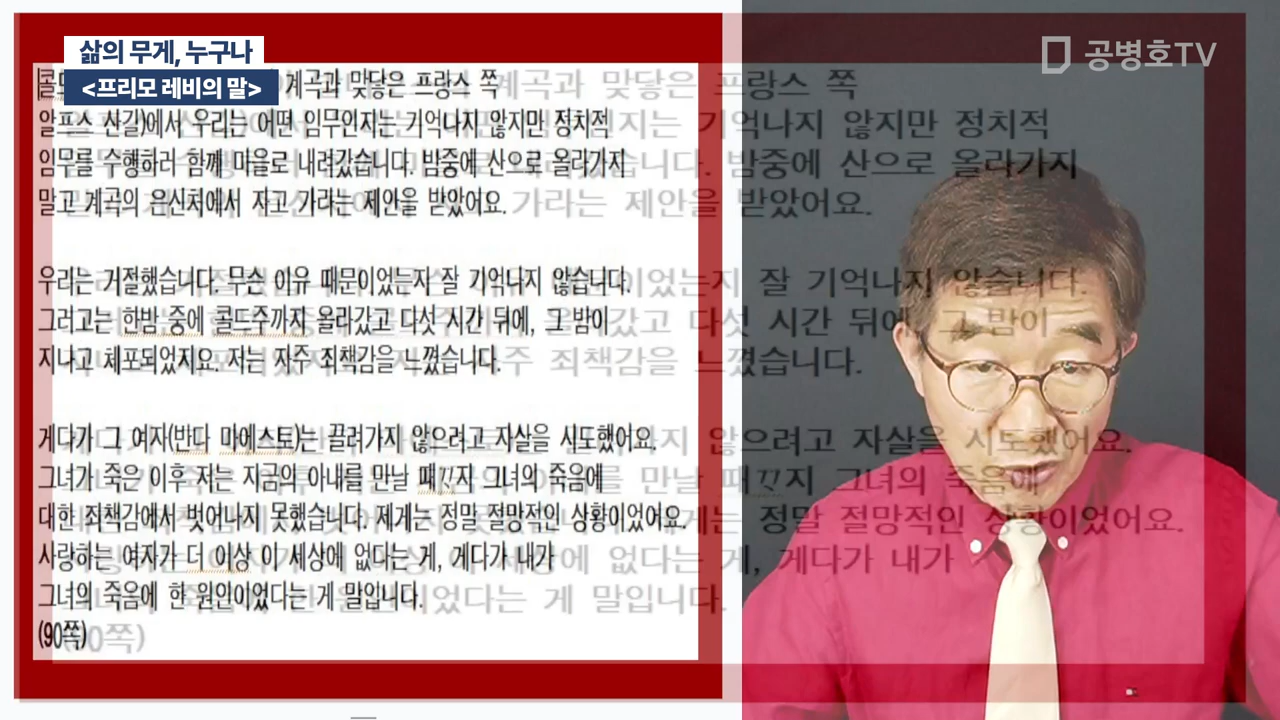 삶의 무게, 누구나
<프리모 레비의 말>
공병호TV
계곡과 맞닿은 프랑스 쪽
알프스 산길)에서 우리는 (어떤 임무인지는 기억나지 않지만 정치적
임무를 수행하러 함께 마을로 내려갔습니다. 밤중에 산으로 올라가지
말고 계곡의 은신처에서 자고 가라는 제안을 받았어요.
우리는 거절했습니다. 무슨 이유 때문이었는지 잘 기억나지 않습니다.
그러고는 한밤 중에 콜드주까지 올라갔고 다섯 시간 뒤에, 그 밤이
지나고 체포되었지요. 저는 자주 죄책감을 느꼈습니다.
게다가 그 여자(반다 마에스트로)는 끌려가지 않으려고 자살을 시도했어요.
그녀가 죽은 이후 저는 지금의 아내를 만날 때까지 그녀의 죽음에
대한 죄책감에서 벗어나지 못했습니다. 제게는 정말 절망적인 상황이었어요.
사랑하는 여자가 더 이상 이 세상에 없다는 게, 게다가 내가
그녀의 죽음에 한 원인이었다는 게 말입니다.
(90쪽)